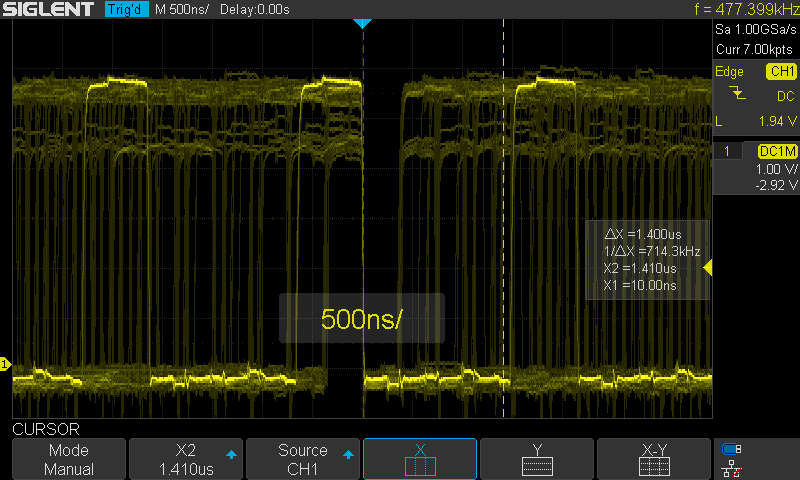 SIGLENT Trig'd M 500ns/ Delay:0.00s f = 477.399kHz
Sa 1.00GSa/s
Curr 7.00kpts
Edge CH1
DC
L 1.94 V
1 DC1M
1.00 V/
-2.92 V
ΔX =1.400us
1/ΔX =714.3kHz
X2 =1.410us
X1 =10.00ns
500ns/
1
CURSOR
Mode
Manual
X2
1.410us
Source
CH1
X
Y
X-Y